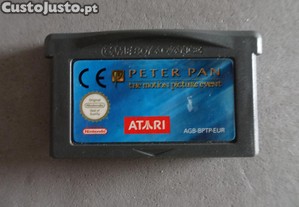 CustoJusto.pt
GAME BOY ADVANCE
CE PETER PAN
the motion picture event
Nintendo
ATARI
AGB-BPTP-EUR